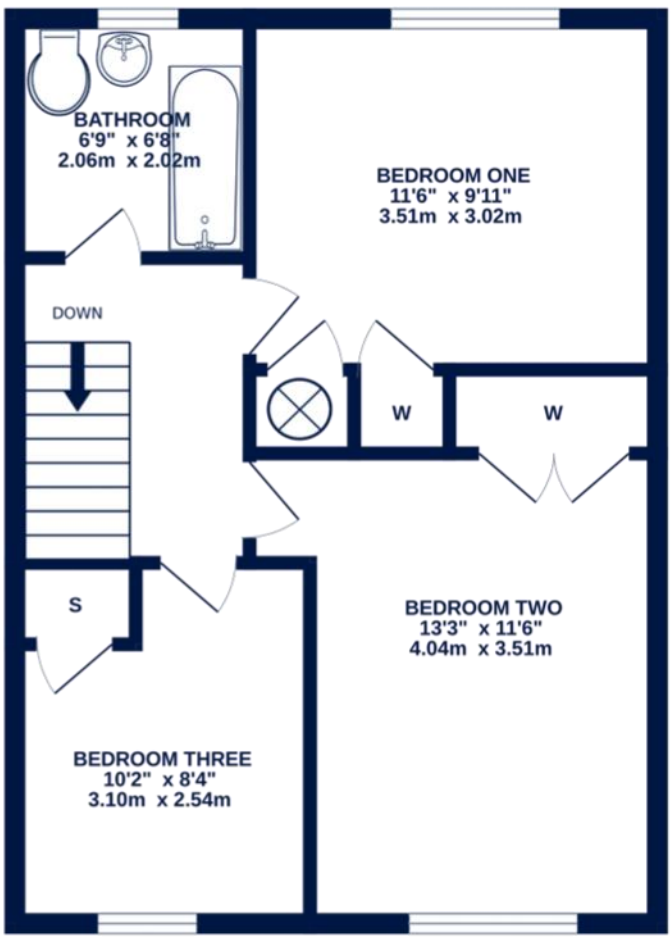 BATHROOM
6'9" x 6'8"
2.06m x 2.02m
BEDROOM ONE
11'6" x 9'11"
3.51m x 3.02m
DOWN
W
W
S
BEDROOM TWO
13'3" x 11'6"
4.04m x 3.51m
BEDROOM THREE
10'2" x 8'4"
3.10m x 2.54m